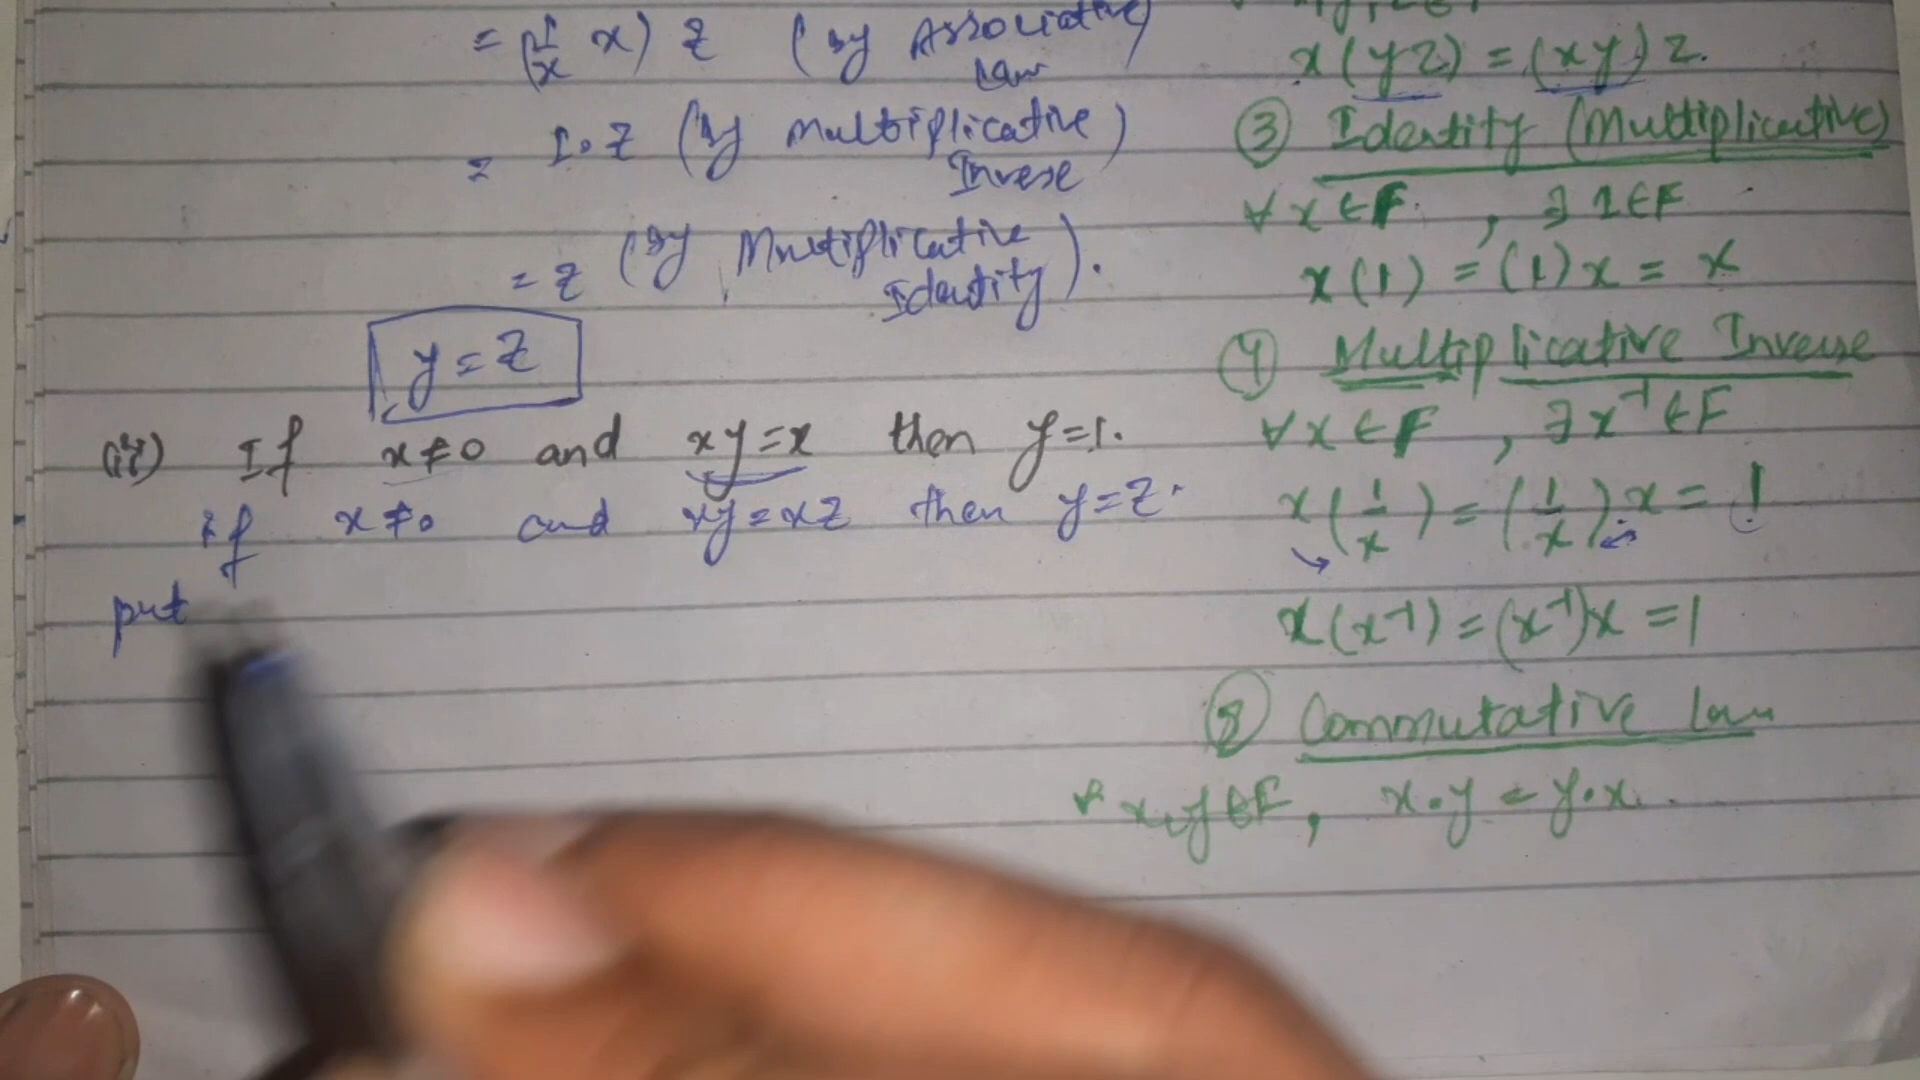 = (1/x x) z (by Associative
law
= 1·z (by multiplicative
Inverse
)
= z (by Multiplicative
Identity).
y = z
(ii) If x≠0 and xy=x then y=1.
if x≠0 and xy=xz then y=z.
put
x(yz) = (xy)z.
③ Identity (Multiplicative)
∀ x∈F , ∃ 1∈F
x(1) = (1)x = x
④ Multiplicative Inverse
∀ x∈F , ∃ x⁻¹∈F
x(1/x) = (1/x)x = 1
x(x⁻¹) = (x⁻¹)x = 1
Commutative law
∀ x,y∈F, x·y = y·x.